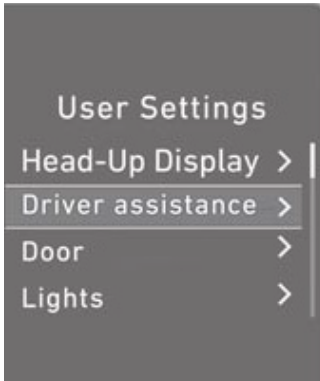 User Settings
Head-Up Display >
Driver assistance >
Door >
Lights >